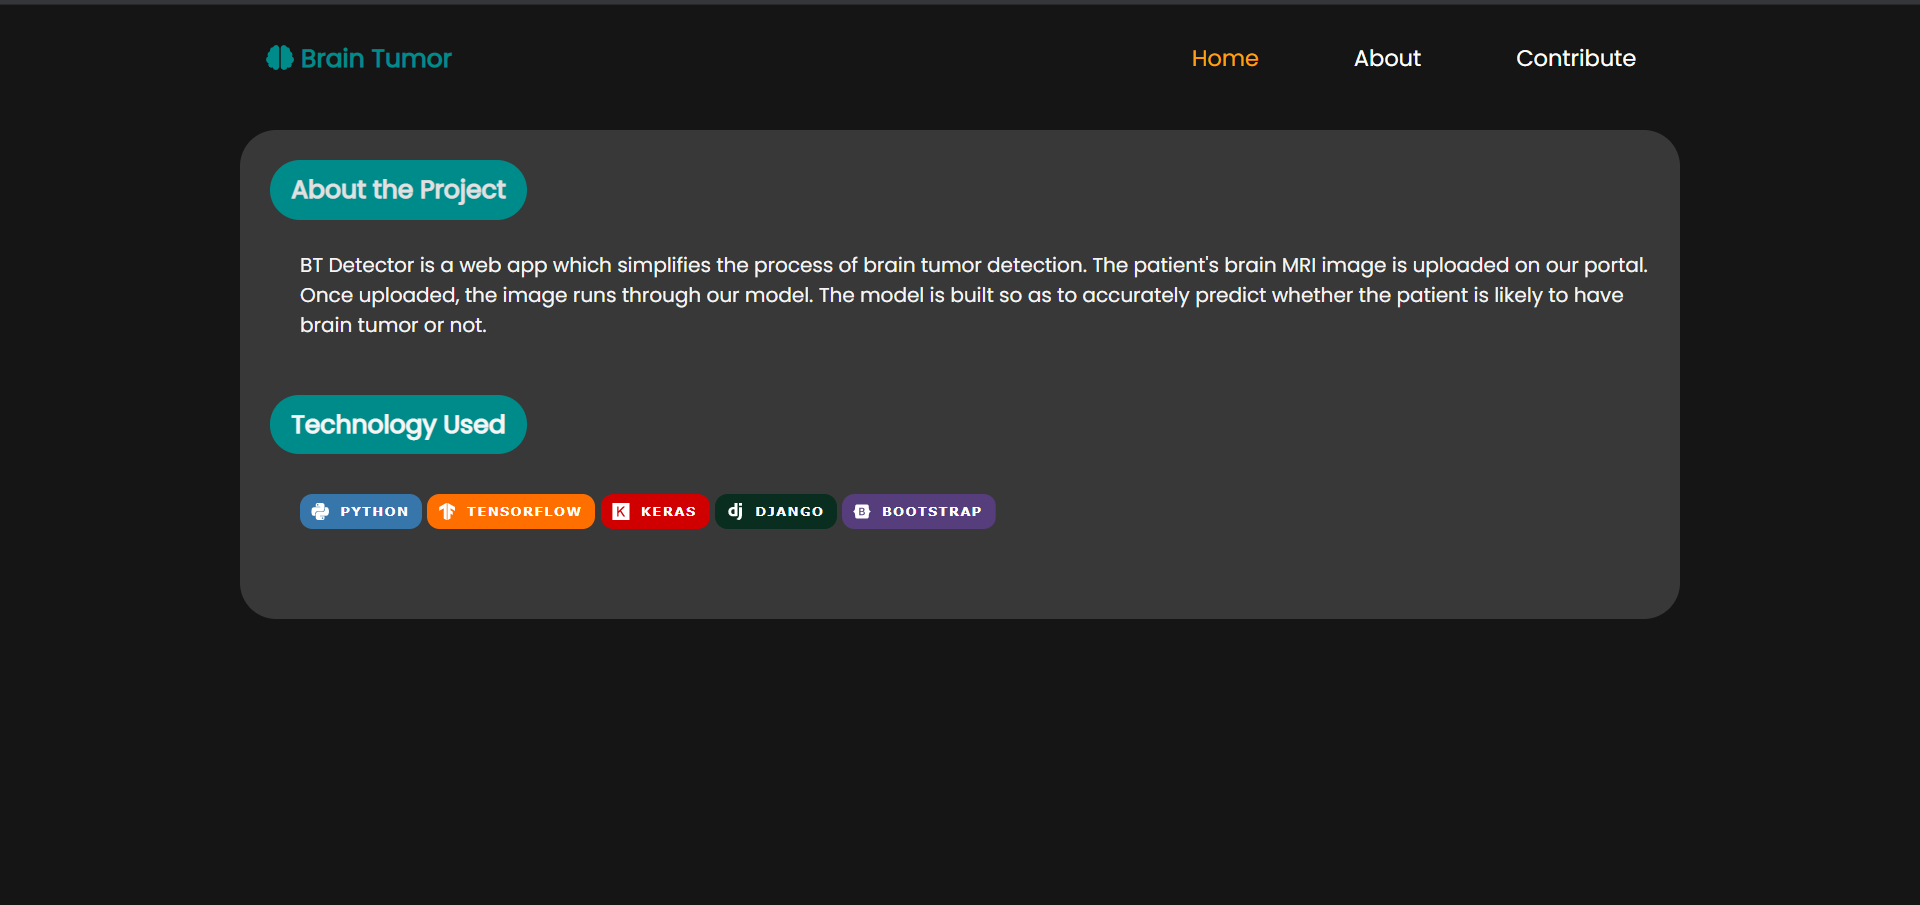 Brain Tumor
Home About Contribute
About the Project
BT Detector is a web app which simplifies the process of brain tumor detection. The patient's brain MRI image is uploaded on our portal.
Once uploaded, the image runs through our model. The model is built so as to accurately predict whether the patient is likely to have
brain tumor or not.
Technology Used
PYTHON TENSORFLOW K KERAS dj DJANGO B BOOTSTRAP